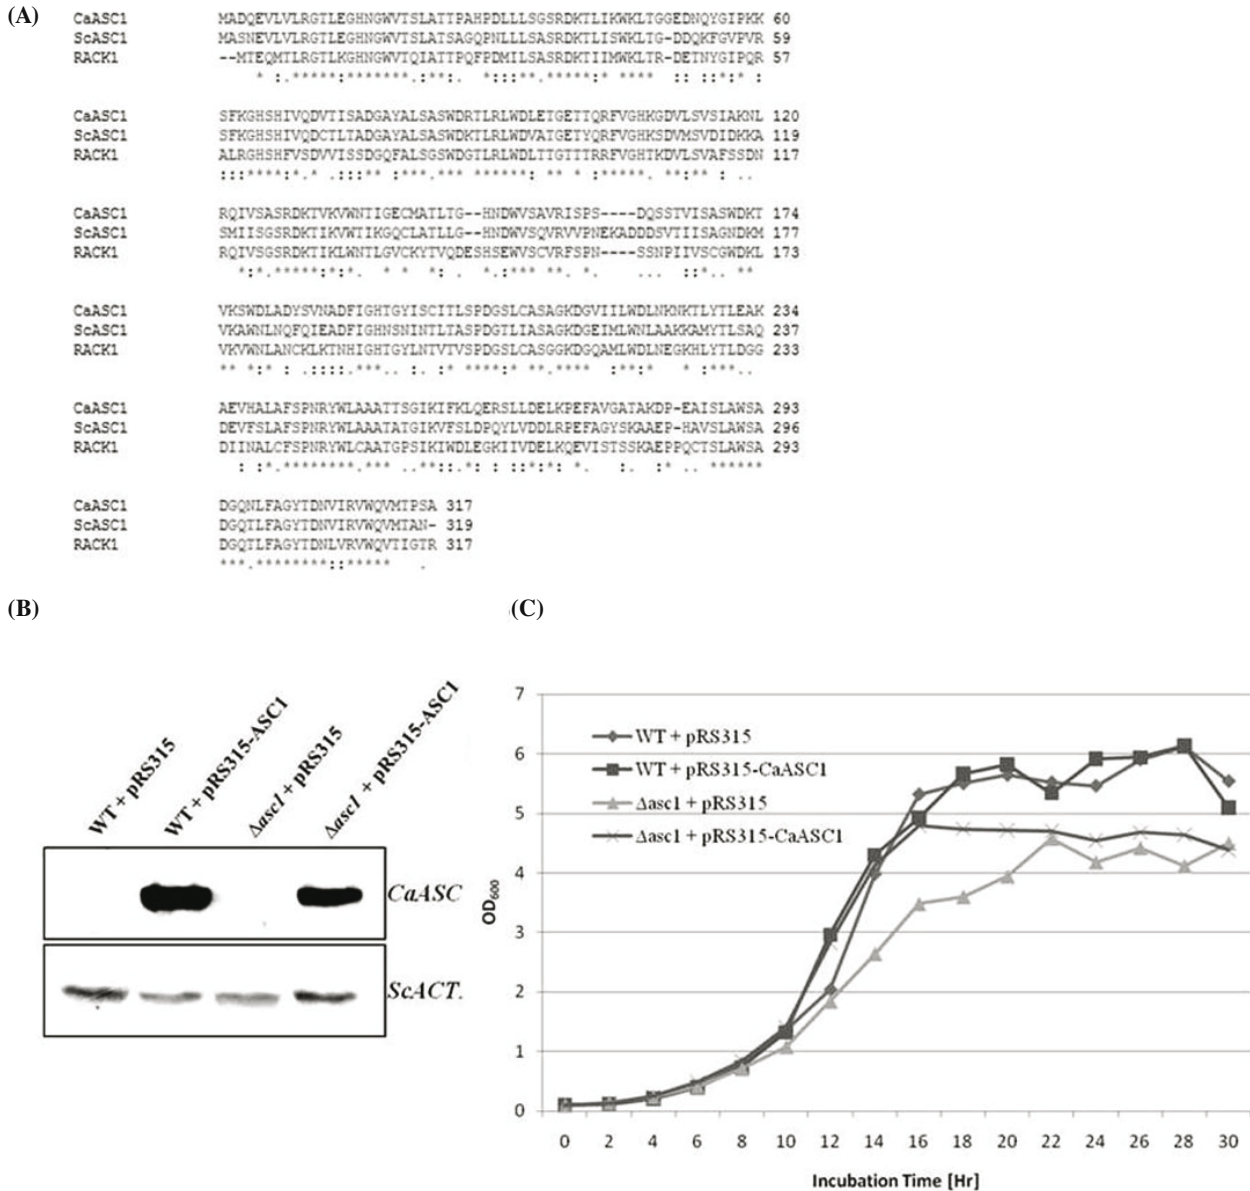 (A)
CaASC1 MADQEVLVLRGTLEGHNGWVTSLATTPAHPDLLLSGSRDKTLIKWKLTGGEDNQYGIPKK 60
ScASC1 MASNEVLVLRGTLEGHNGWVTSLATSAGQPNLLLSASRDKTLISWKLTG-DDQKFGVPVR 59
RACK1 --MTEQMTLRGTLKGHNGWVTQIATTPQFPDMILSASRDKTIIMWKLTR-DETNYGIPQR 57
CaASC1 SFKGHSHIVQDVTISADGAYALSASWDRTLRLWDLETGETTQRFVGHKGDVLSVSIAKNL 120
ScASC1 SFKGHSHIVQDCTLTADGAYALSASWDKTLRLWDVATGETYQRFVGHKSDVMSVDIDKKA 119
RACK1 ALRGHSHFVSDVVISSDGQFALSGSWDGTLRLWDLTTGTTTRRFVGHTKDVLSVAFSSDN 117
CaASC1 RQIVSASRDKTVKVWNTIGECMATLTG--HNDWVSAVRISPS----DQSSTVISASWDKT 174
ScASC1 SMIISGSRDKTIKVWTIKGQCLATLLG--HNDWVSQVRVVPNEKADDDSVTIISAGNDKM 177
RACK1 RQIVSGSRDKTIKLWNTLGVCKYTVQDESHSEWVSCVRFSPN----SSNPIIVSCGWDKL 173
CaASC1 VKSWDLADYSVNADFIGHTGYISCITLSPDGSLCASAGKDGVIILWDLNKNKTLYTLEAK 234
ScASC1 VKAWNLNQFQIEADFIGHNSNINTLTASPDGTLIASAGKDGEIMLWNLAAKKAMYTLSAQ 237
RACK1 VKVWNLANCKLKTNHIGHTGYLNTVTVSPDGSLCASGGKDGQAMLWDLNEGKHLYTLDGG 233
CaASC1 AEVHALAFSPNRYWLAAATTSGIKIFKLQERSLLDELKPEFAVGATAKDP-EAISLAWSA 293
ScASC1 DEVFSLAFSPNRYWLAAATATGIKVFSLDPQYLVDDLRPEFAGYSKAAEP-HAVSLAWSA 296
RACK1 DIINALCFSPNRYWLCAATGPSIKIWDLEGKIIVDELKQEVISTSSKAEPPQCTSLAWSA 293
CaASC1 DGQNLFAGYTDNVIRVWQVMTPSA 317
ScASC1 DGQTLFAGYTDNVIRVWQVMTAN- 319
RACK1 DGQTLFAGYTDNLVRVWQVTIGTR 317
(B)
(C)
WT + pRS315
WT + pRS315-ASC1
Δasc1 + pRS315
Δasc1 + pRS315-ASC1
CaASC
ScACT.
7
6
5
4
3
2
1
0
OD600
WT + pRS315
WT + pRS315-CaASC1
Δasc1 + pRS315
Δasc1 + pRS315-CaASC1
0 2 4 6 8 10 12 14 16 18 20 22 24 26 28 30
Incubation Time [Hr]